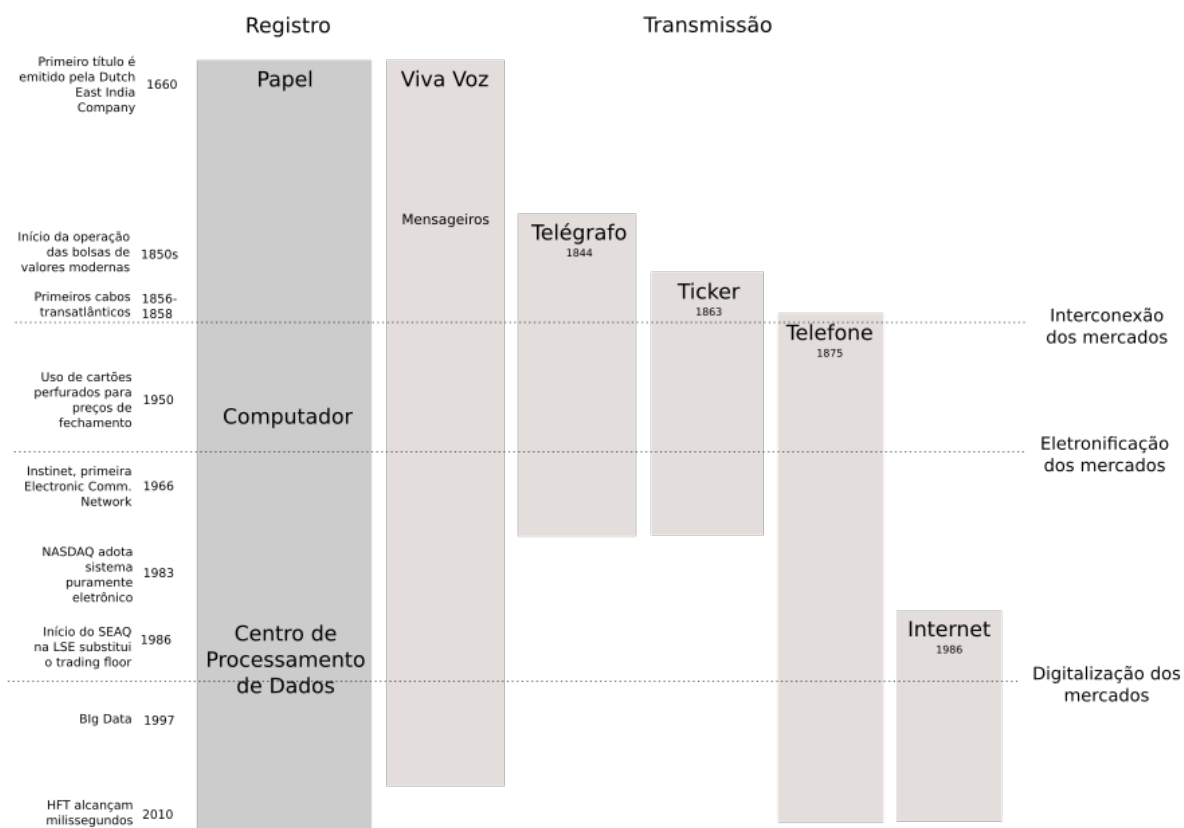 Registro
Transmissão
Primeiro título é
emitido pela Dutch
East India
Company
1660
Papel
Viva Voz
Mensageiros
Telégrafo
1844
Início da operação
das bolsas de
valores modernas
1850s
Ticker
1863
Primeiros cabos
transatlânticos
1856-
1858
Telefone
1875
Interconexão
dos mercados
Uso de cartões
perfurados para
preços de
fechamento
1950
Computador
Eletronificação
dos mercados
Instinet, primeira
Electronic Comm.
Network
1966
NASDAQ adota
sistema
puramente
eletrônico
1983
Início do SEAQ
na LSE substitui
o trading floor
1986
Centro de
Processamento
de Dados
Internet
1986
Digitalização dos
mercados
BIg Data
1997
HFT alcançam
milissegundos
2010